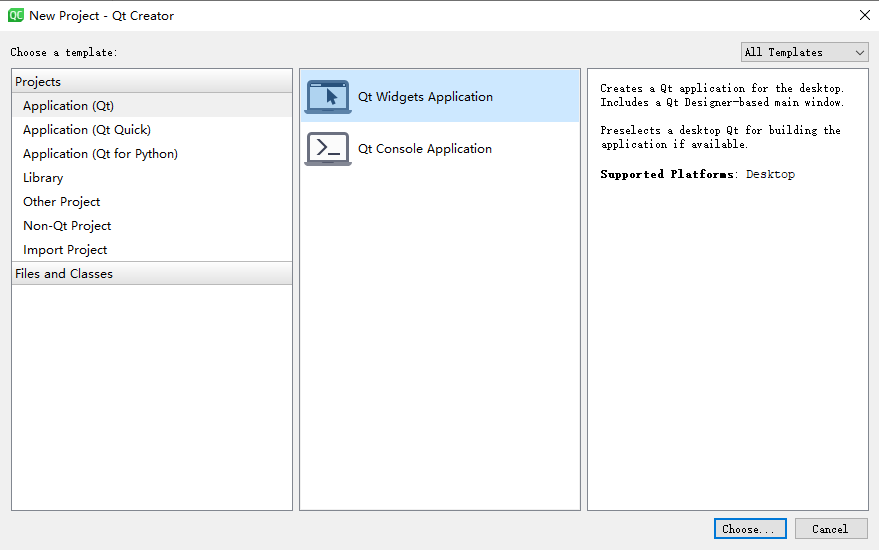 QC New Project - Qt Creator
Choose a template:
All Templates
Projects
Application (Qt)
Application (Qt Quick)
Application (Qt for Python)
Library
Other Project
Non-Qt Project
Import Project
Files and Classes
Qt Widgets Application
Qt Console Application
Creates a Qt application for the desktop.
Includes a Qt Designer-based main window.
Preselects a desktop Qt for building the
application if available.
Supported Platforms: Desktop
Choose...
Cancel